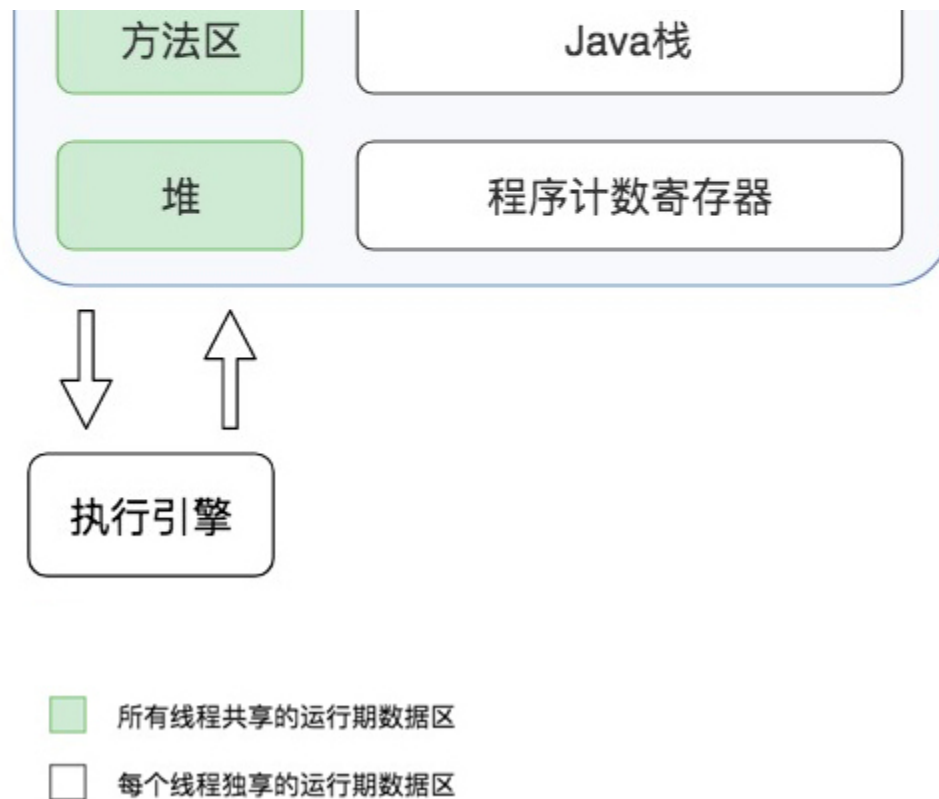 方法区 Java栈
堆 程序计数寄存器
执行引擎
所有线程共享的运行期数据区
每个线程独享的运行期数据区